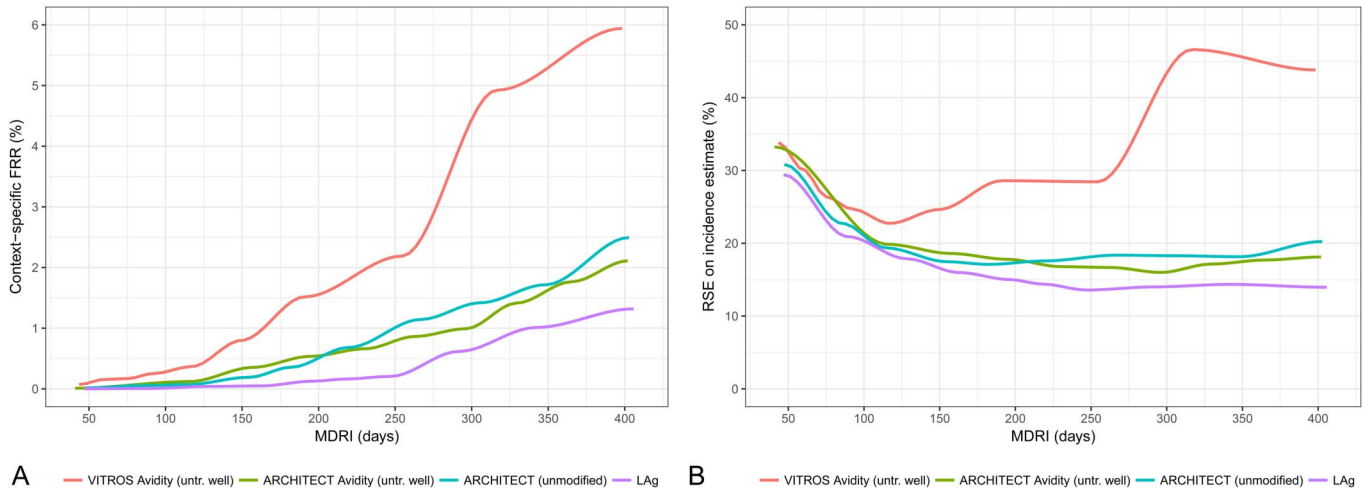 Context−specific FRR (%)
6
5
4
3
2
1
0
50 100 150 200 250 300 350 400
MDRI (days)
A
VITROS Avidity (untr. well) ARCHITECT Avidity (untr. well) ARCHITECT (unmodified) LAg
RSE on incidence estimate (%)
50
40
30
20
10
0
50 100 150 200 250 300 350 400
MDRI (days)
B
VITROS Avidity (untr. well) ARCHITECT Avidity (untr. well) ARCHITECT (unmodified) LAg